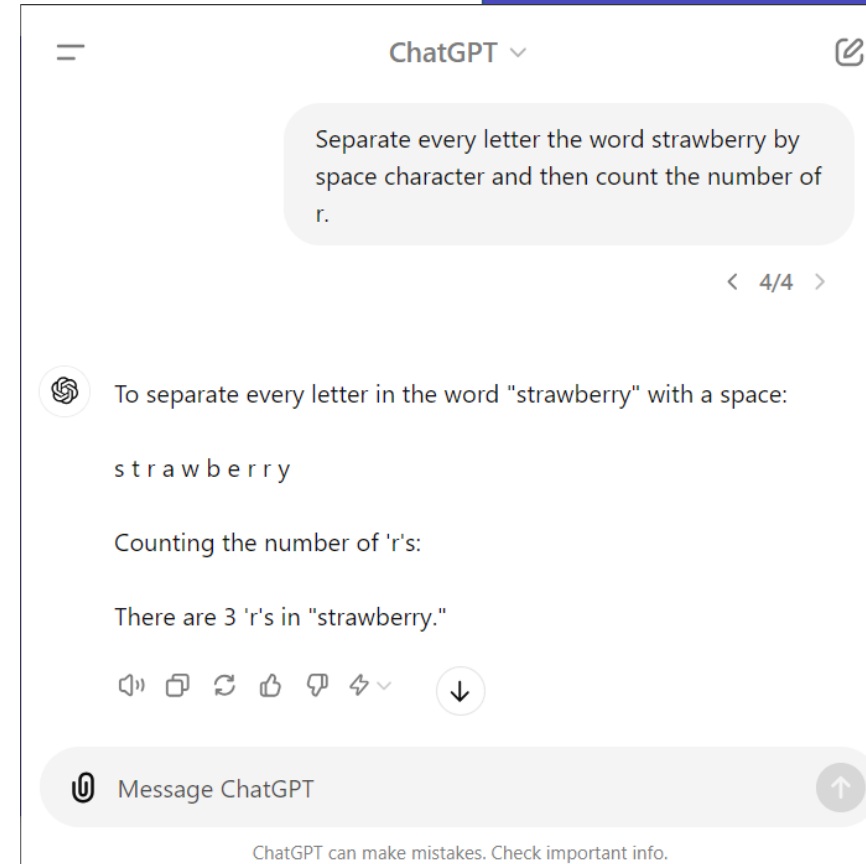 ChatGPT
Separate every letter the word strawberry by
space character and then count the number of
r.
< 4/4 >
To separate every letter in the word "strawberry" with a space:
s t r a w b e r r y
Counting the number of 'r's:
There are 3 'r's in "strawberry."
Message ChatGPT
ChatGPT can make mistakes. Check important info.